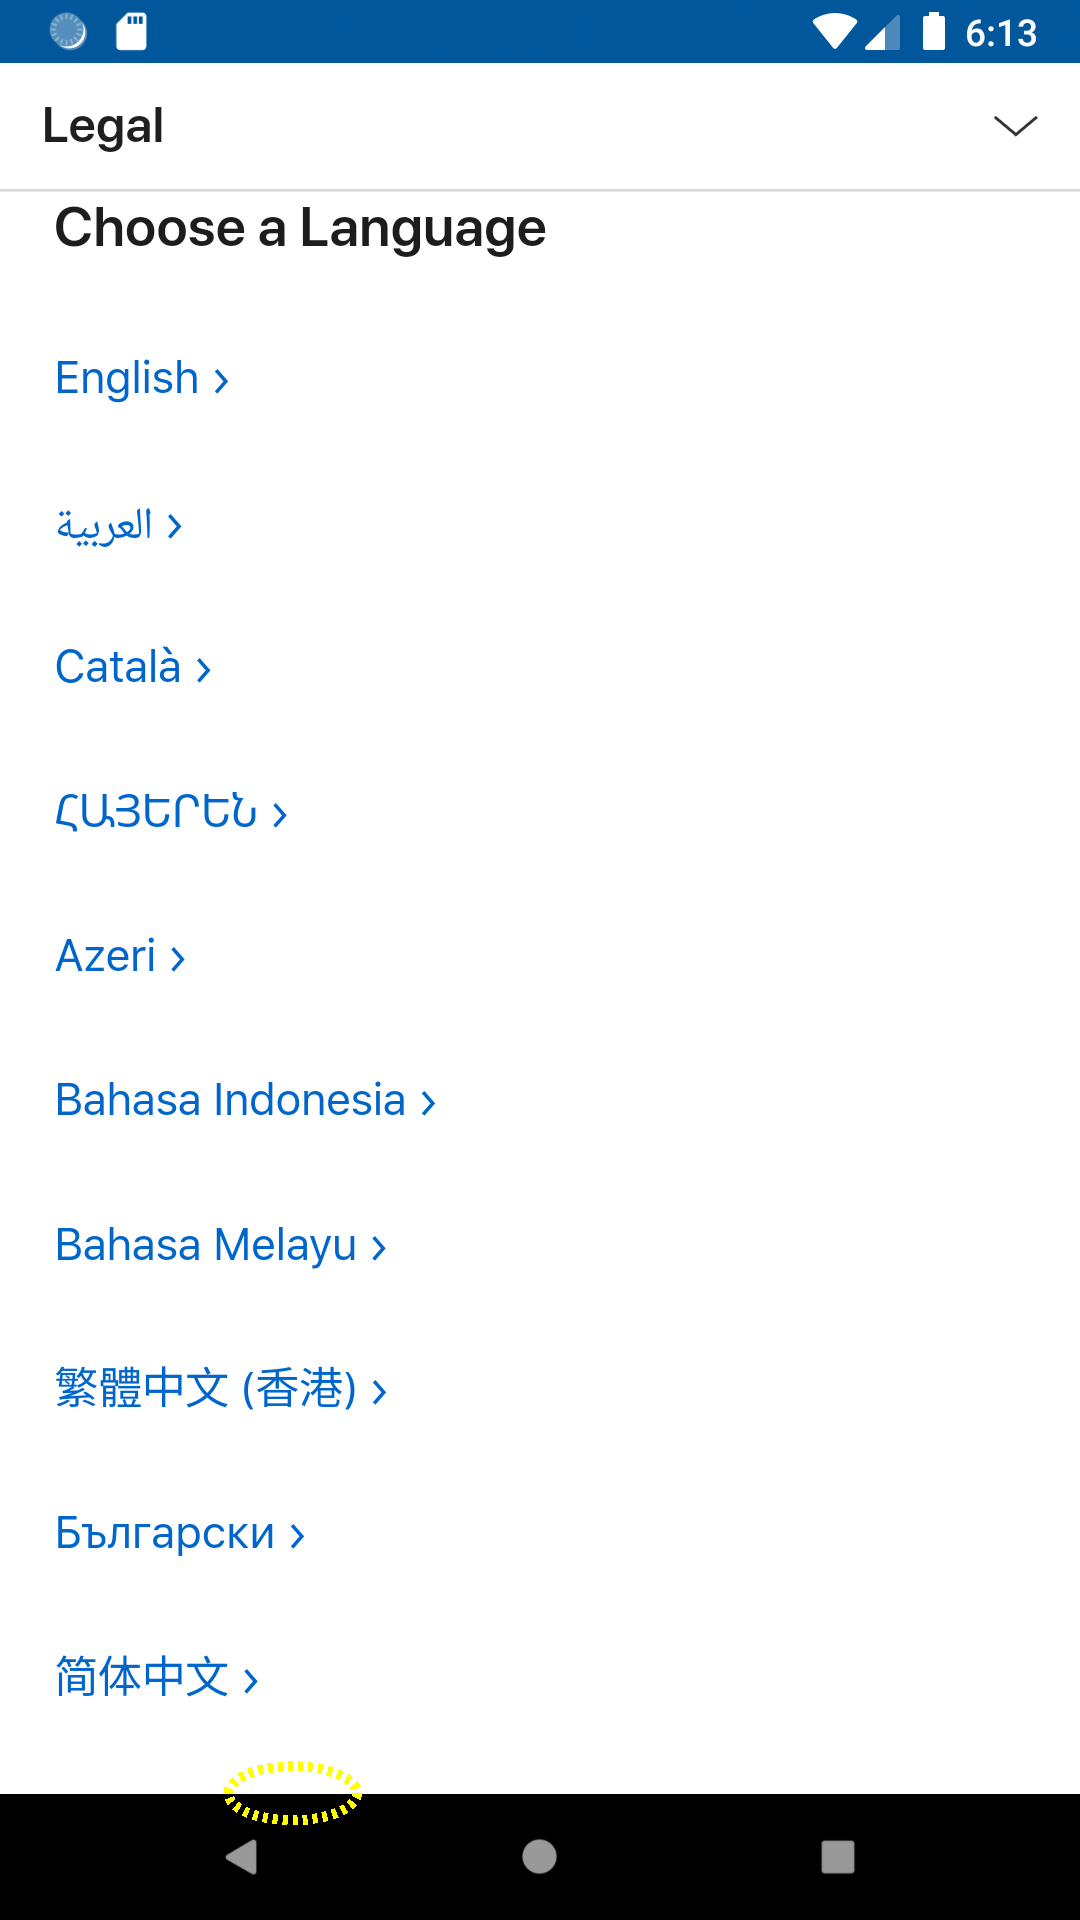 6:13
Legal
Choose a Language
English
العربية
Català
ՀԱՅԵՐԵՆ
Azeri
Bahasa Indonesia
Bahasa Melayu
繁體中文 (香港)
Български
简体中文